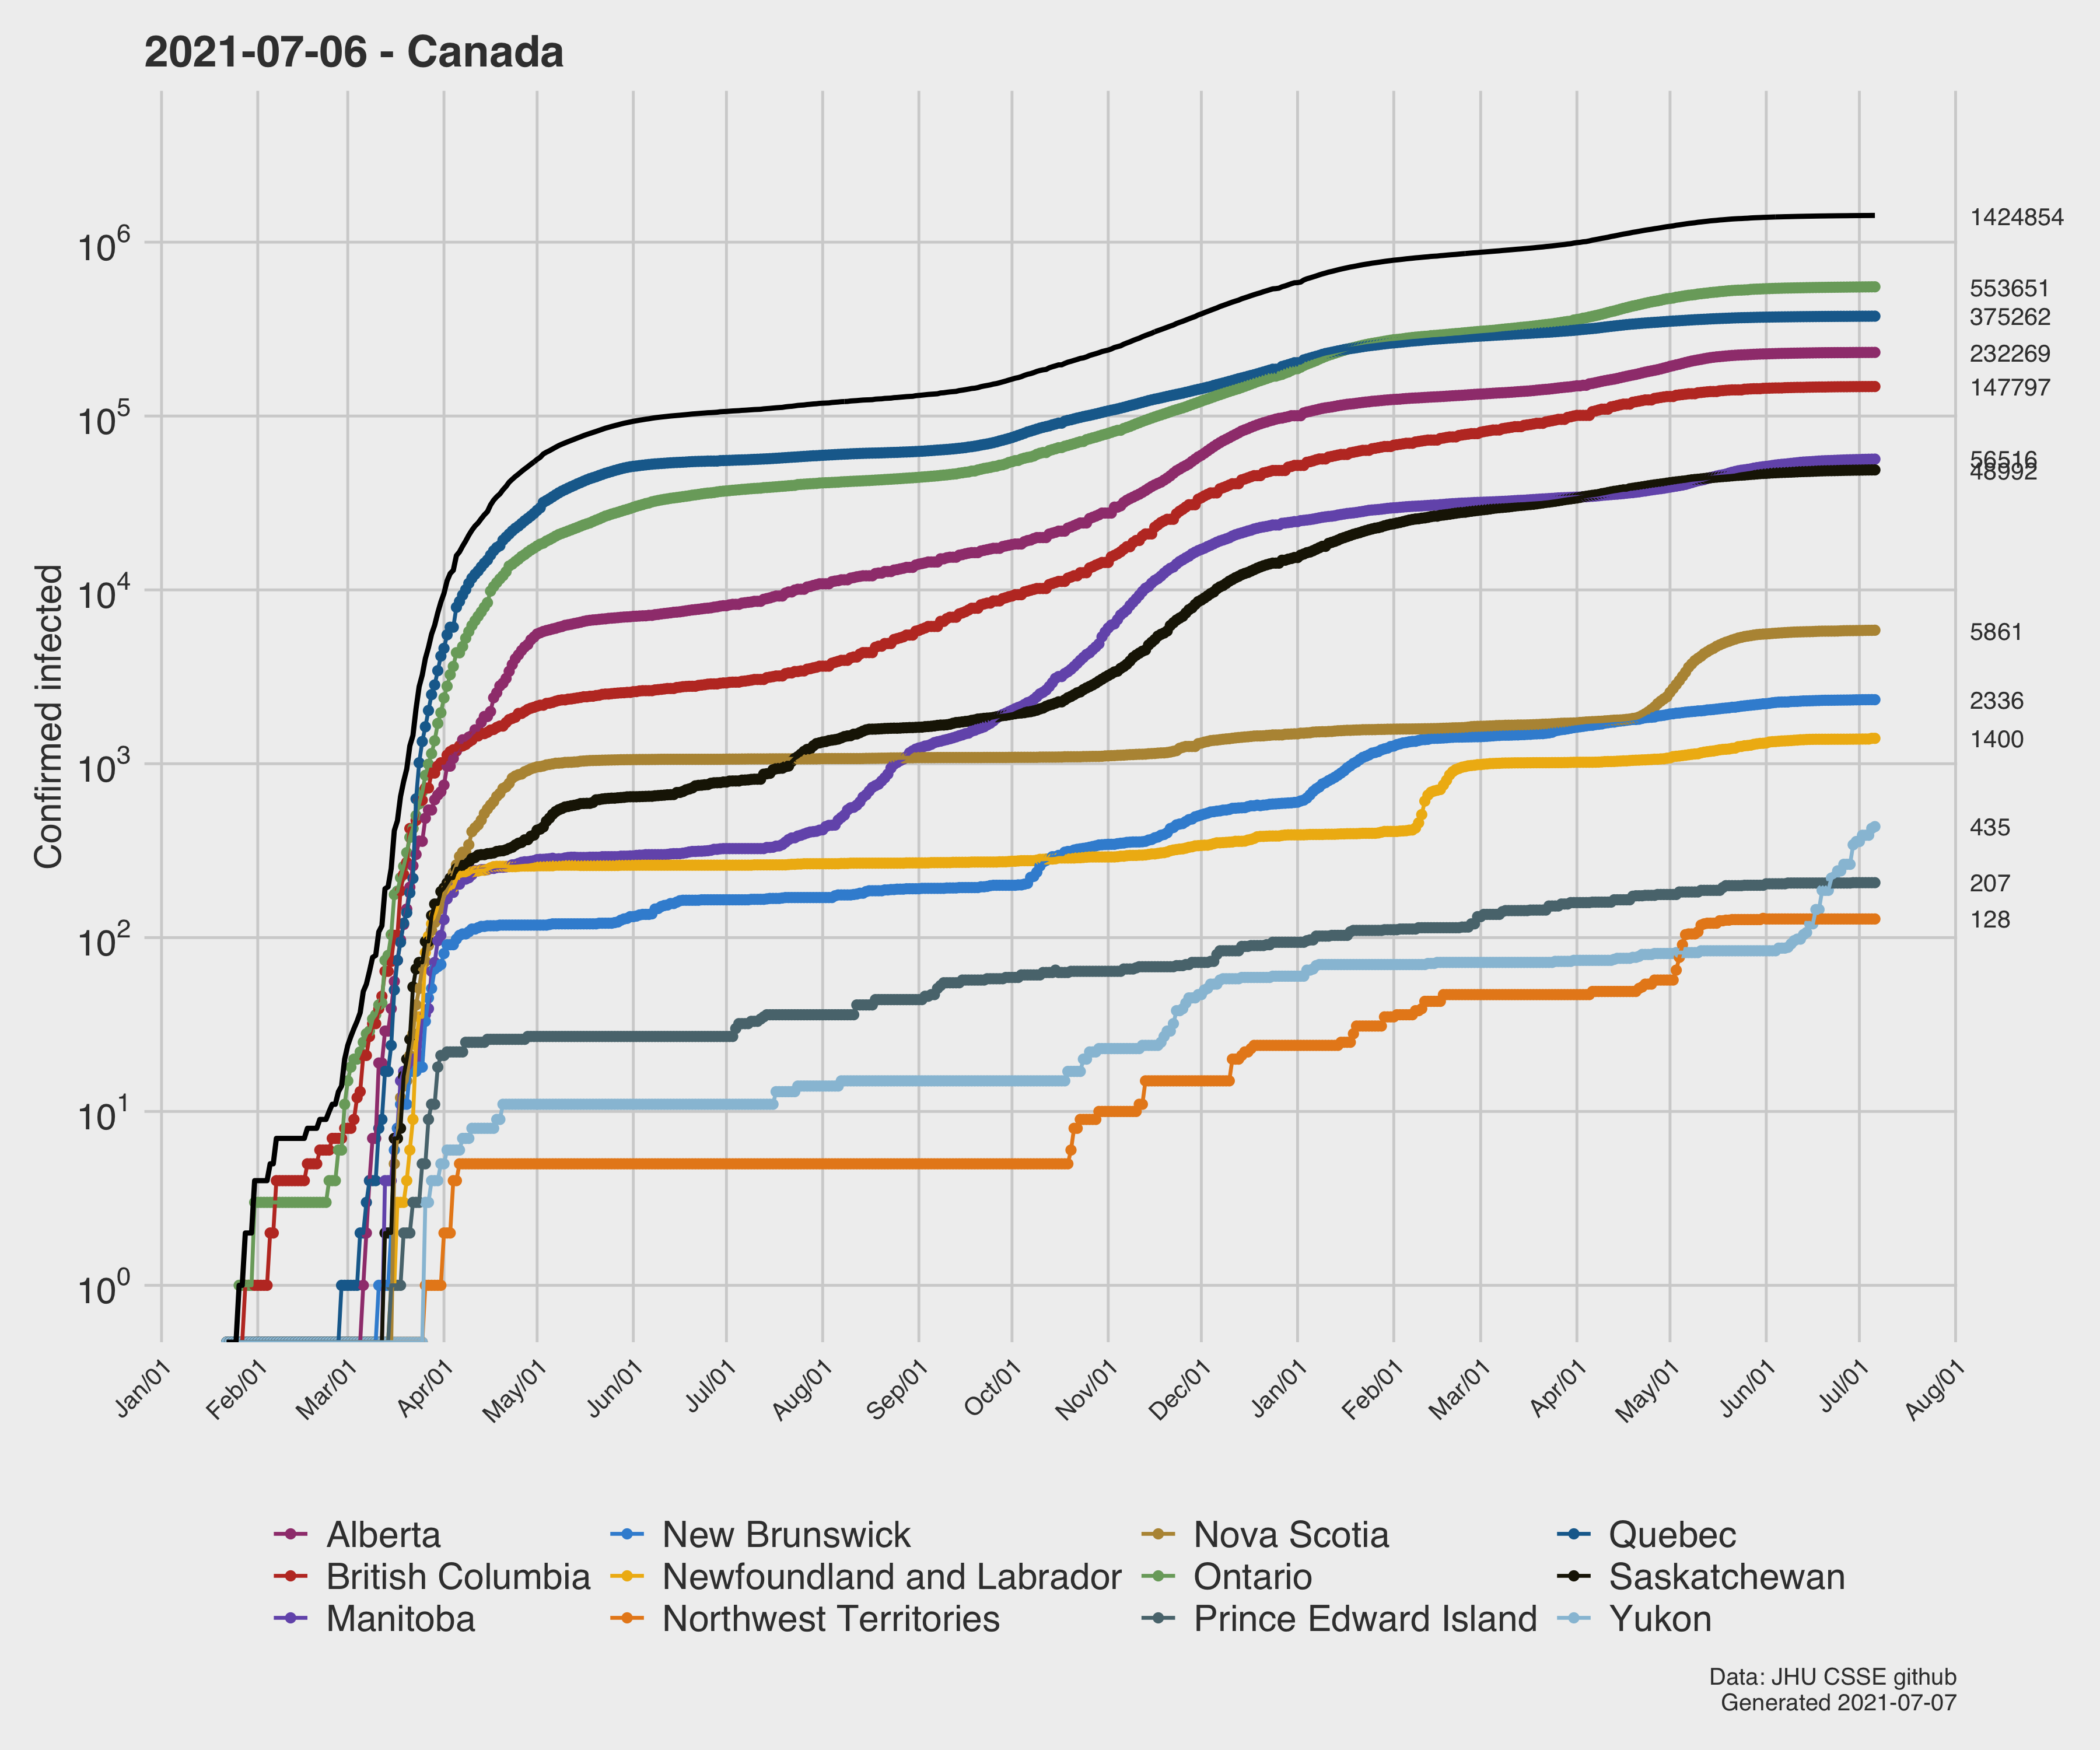 2021-07-06 - Canada
Confirmed infected
10^6
10^5
10^4
10^3
10^2
10^1
10^0
1424854
553651
375262
232269
147797
56516
48992
5861
2336
1400
435
207
128
Jan/01
Feb/01
Mar/01
Apr/01
May/01
Jun/01
Jul/01
Aug/01
Sep/01
Oct/01
Nov/01
Dec/01
Jan/01
Feb/01
Mar/01
Apr/01
May/01
Jun/01
Jul/01
Aug/01
Alberta
New Brunswick
Nova Scotia
Quebec
British Columbia
Newfoundland and Labrador
Ontario
Saskatchewan
Manitoba
Northwest Territories
Prince Edward Island
Yukon
Data: JHU CSSE github
Generated 2021-07-07